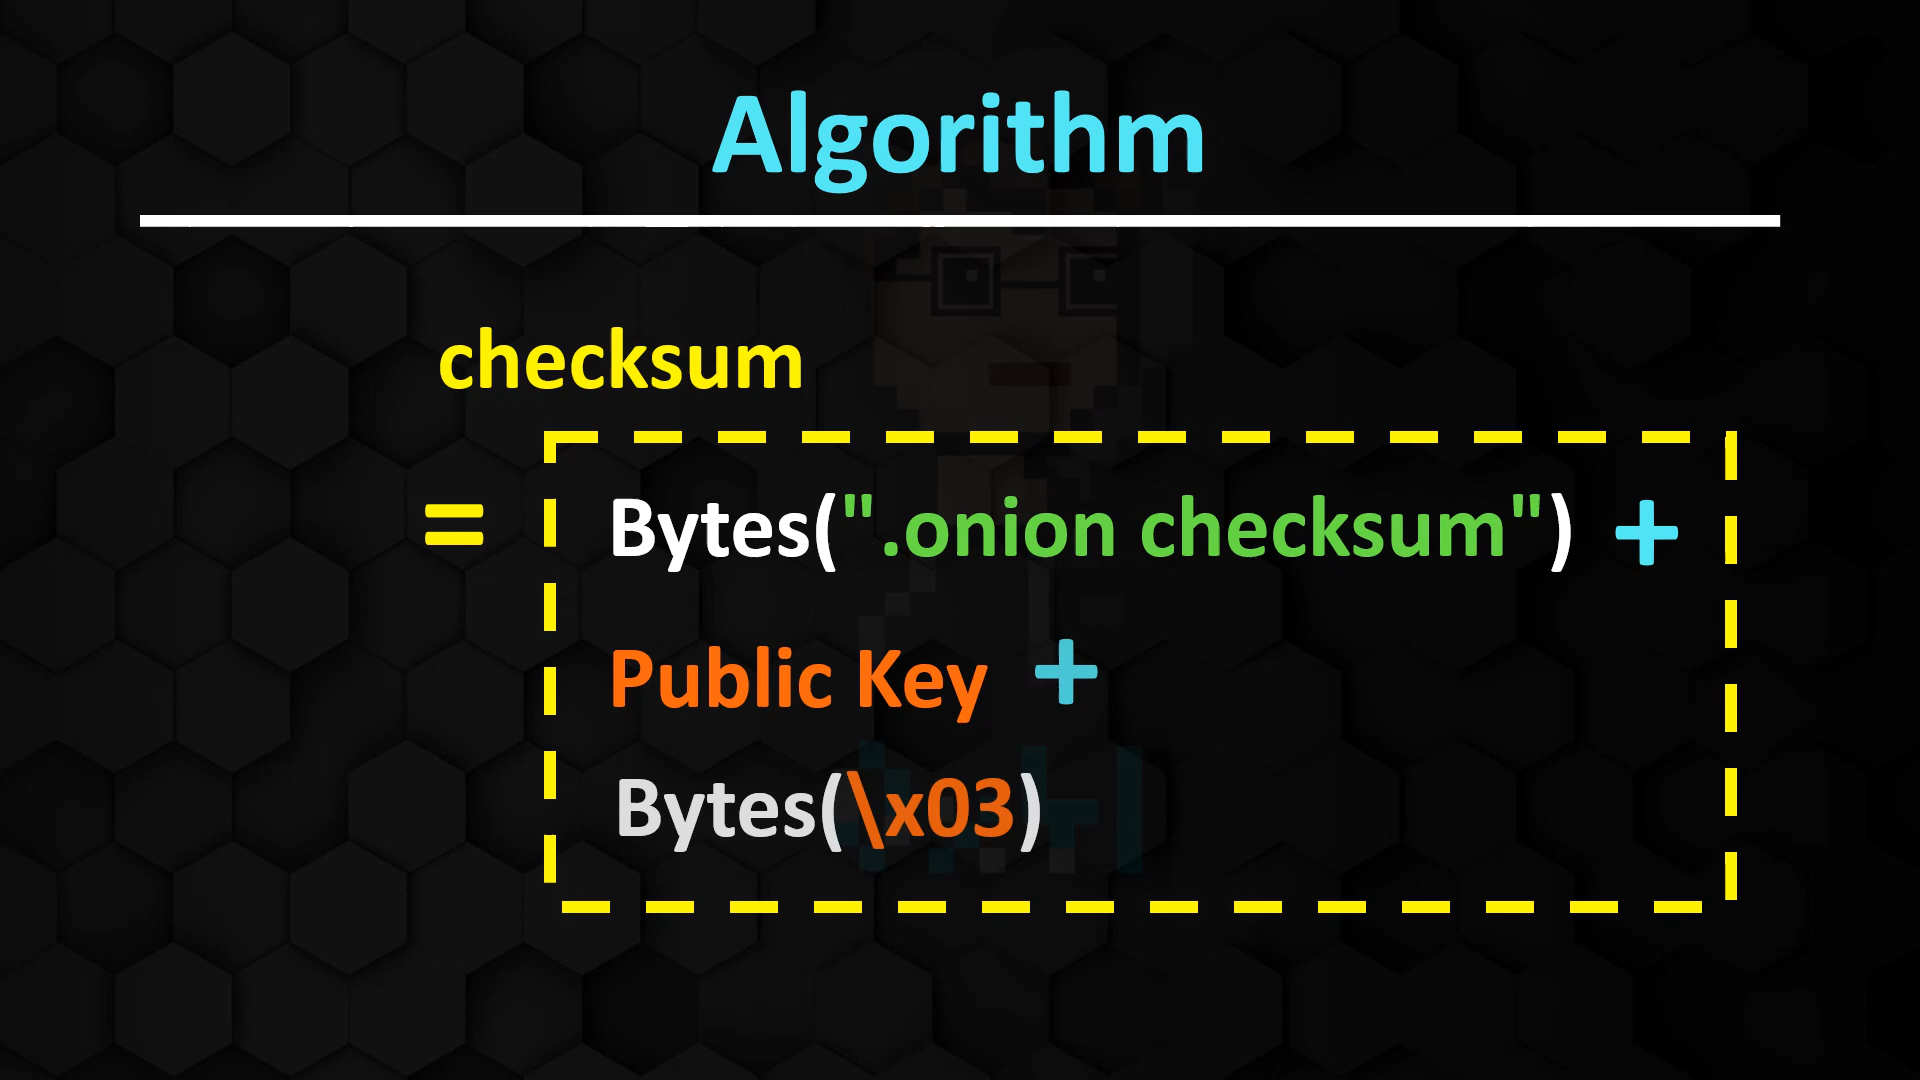 Algorithm
checksum
= Bytes(".onion checksum") +
Public Key +
Bytes(\x03)